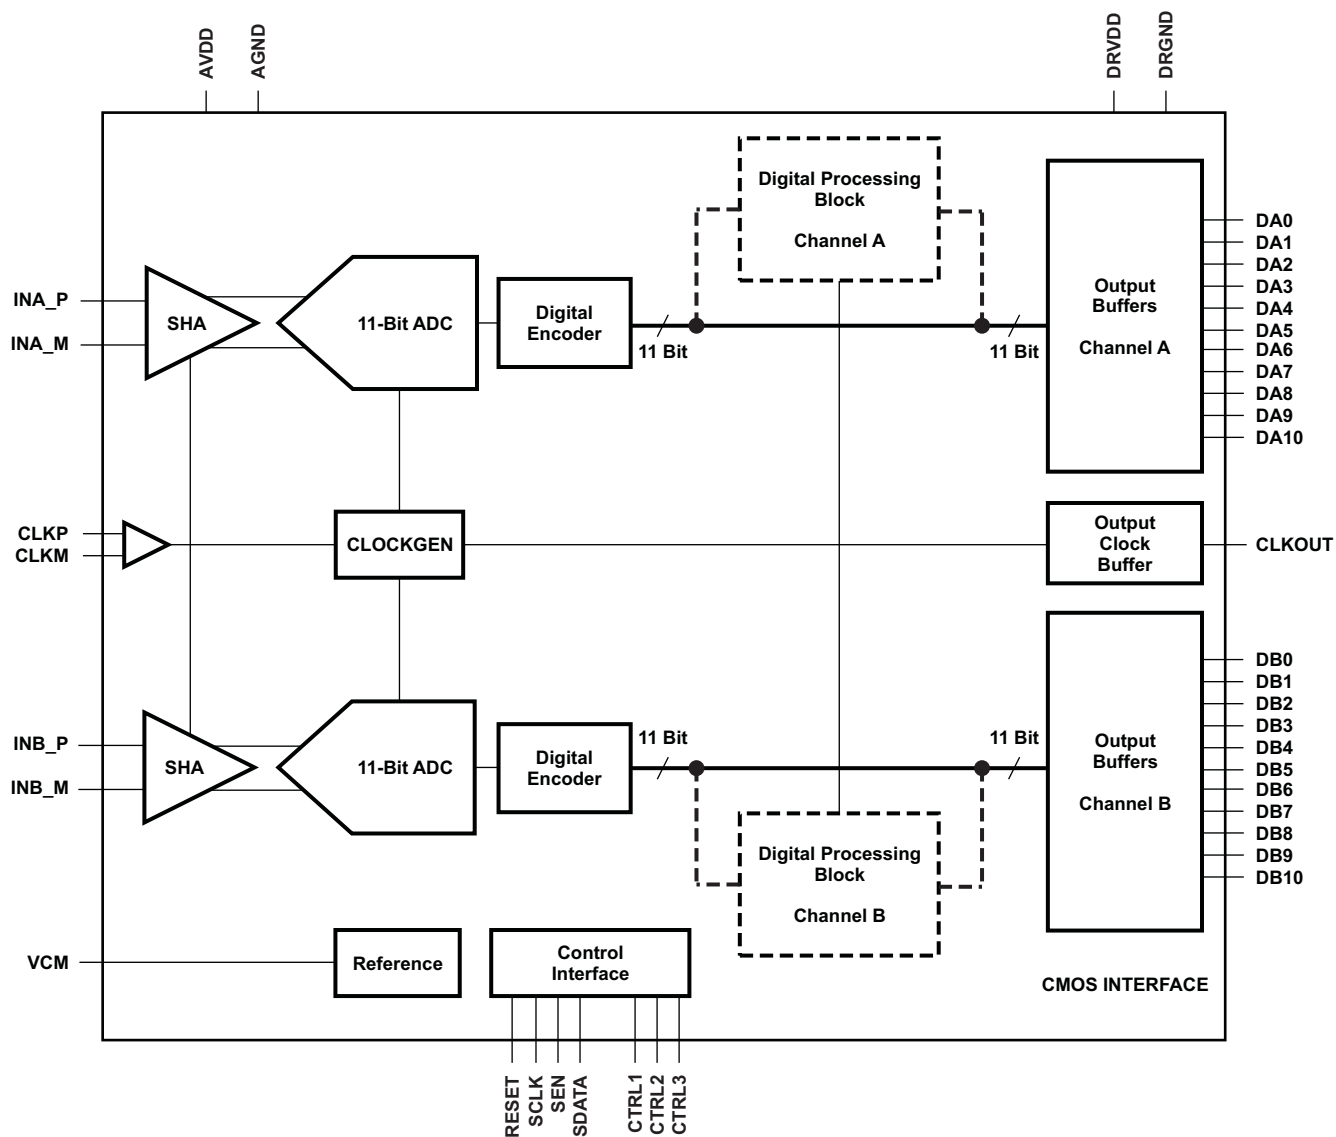 AVDD
AGND
DRVDD
DRGND
Digital Processing
Block
Channel A
INA_P
INA_M
SHA
11-Bit ADC
Digital
Encoder
11 Bit
11 Bit
Output
Buffers
Channel A
DA0
DA1
DA2
DA3
DA4
DA5
DA6
DA7
DA8
DA9
DA10
CLKP
CLKM
CLOCKGEN
Output
Clock
Buffer
CLKOUT
INB_P
INB_M
SHA
11-Bit ADC
Digital
Encoder
11 Bit
11 Bit
Output
Buffers
Channel B
DB0
DB1
DB2
DB3
DB4
DB5
DB6
DB7
DB8
DB9
DB10
Digital Processing
Block
Channel B
VCM
Reference
Control
Interface
CMOS INTERFACE
RESET
SCLK
SEN
SDATA
CTRL1
CTRL2
CTRL3